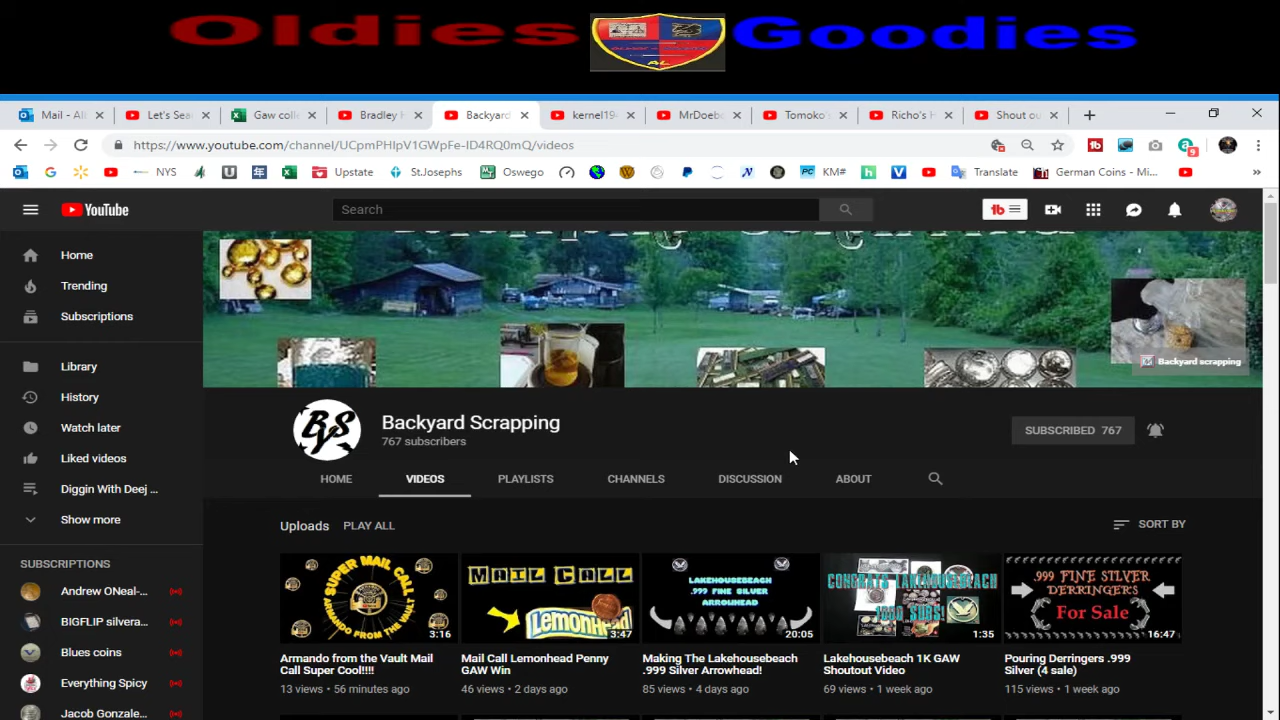 Oldies Goodies
AL
Mail - Alb
Let's Sea
Gaw coll
Bradley H
Backyard
kernel19
MrDoeb
Tomoko's
Richo's H
Shout ou
https://www.youtube.com/channel/UCpmPHIpV1GWpFe-ID4RQ0mQ/videos
9
NYS
Upstate
St.Josephs
Oswego
KM#
Translate
German Coins - Mi...
YouTube
Search
Home
Trending
Subscriptions
Library
History
Watch later
Liked videos
Diggin With Deej ...
Show more
SUBSCRIPTIONS
Andrew ONeal-...
BIGFLIP silvera...
Blues coins
Everything Spicy
Jacob Gonzale...
Backyard scrapping
BYS
Backyard Scrapping
767 subscribers
SUBSCRIBED 767
HOME VIDEOS PLAYLISTS CHANNELS DISCUSSION ABOUT
Uploads PLAY ALL
SORT BY
SUPER MAIL CALL
ARMANDO FROM THE VAULT
3:16
Armando from the Vault Mail
Call Super Cool!!!!
13 views • 56 minutes ago
MAIL CALL
LEMONHEAD
3:47
Mail Call Lemonhead Penny
GAW Win
46 views • 2 days ago
LAKEHOUSEBEACH
.999 FINE SILVER
ARROWHEAD!
20:05
Making The Lakehousebeach
.999 Silver Arrowhead!
85 views • 4 days ago
CONGRATS LAKEHOUSEBEACH
1000 SUBS!
1:35
Lakehousebeach 1K GAW
Shoutout Video
69 views • 1 week ago
.999 FINE SILVER
DERRINGERS
For Sale
16:47
Pouring Derringers .999
Silver (4 sale)
115 views • 1 week ago